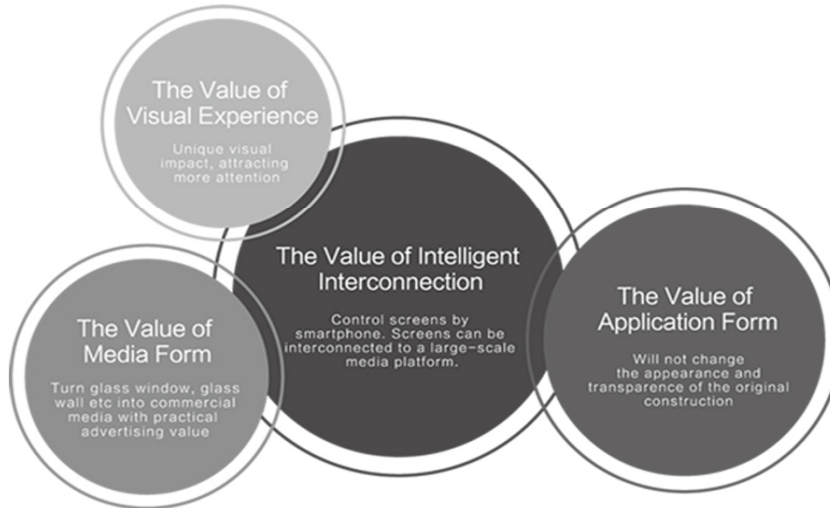 The Value of
Visual Experience
Unique visual
impact, attracting
more attention
The Value of Intelligent
Interconnection
Control screens by
smartphone. Screens can be
interconnected to a large-scale
media platform.
The Value of
Media Form
Turn glass window, glass
wall etc into commercial
media with practical
advertising value
The Value of
Application Form
Will not change
the appearance and
transparence of the original
construction